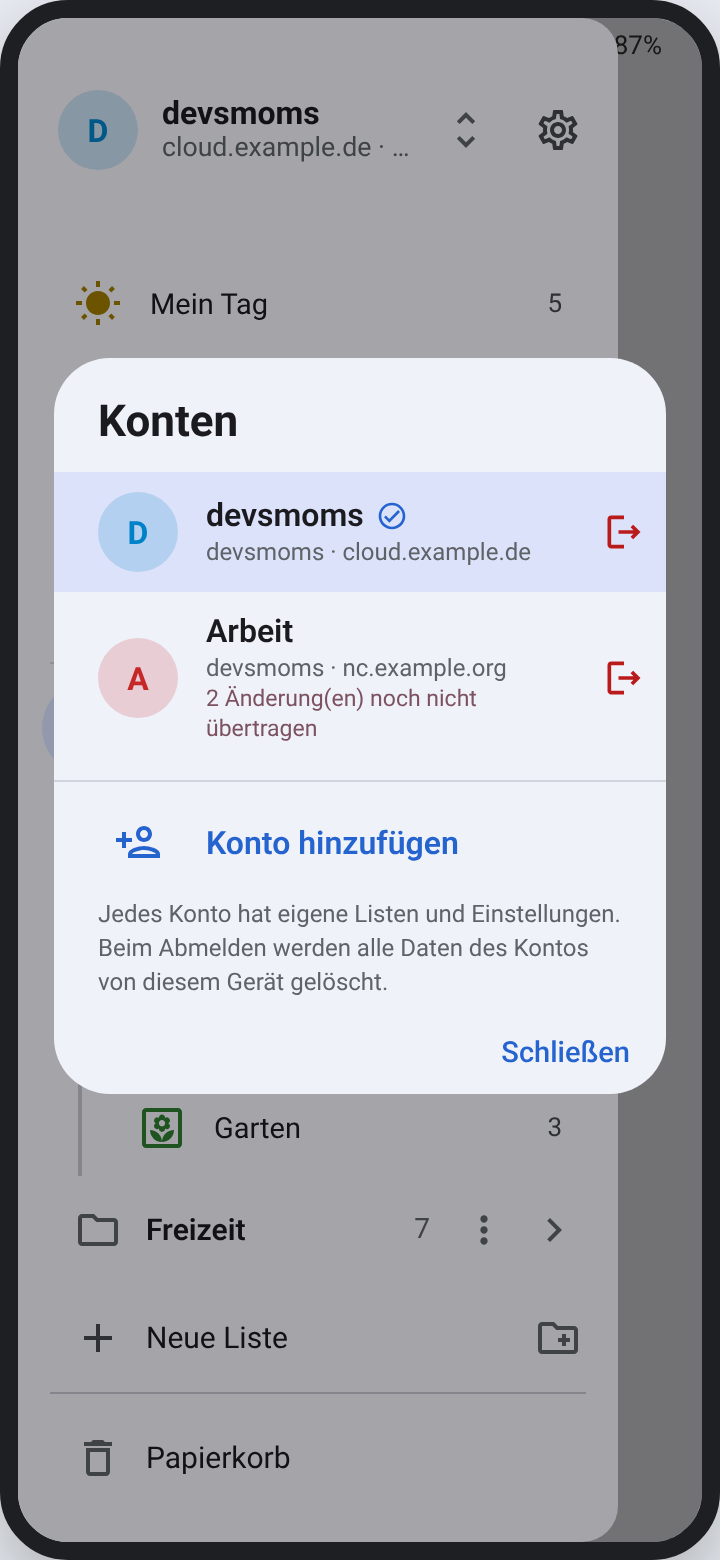 87%
D
devsmoms
cloud.example.de · …
Mein Tag
5
Konten
D
devsmoms
devsmoms · cloud.example.de
A
Arbeit
devsmoms · nc.example.org
2 Änderung(en) noch nicht
übertragen
Konto hinzufügen
Jedes Konto hat eigene Listen und Einstellungen.
Beim Abmelden werden alle Daten des Kontos
von diesem Gerät gelöscht.
Schließen
Garten
3
Freizeit
7
Neue Liste
Papierkorb